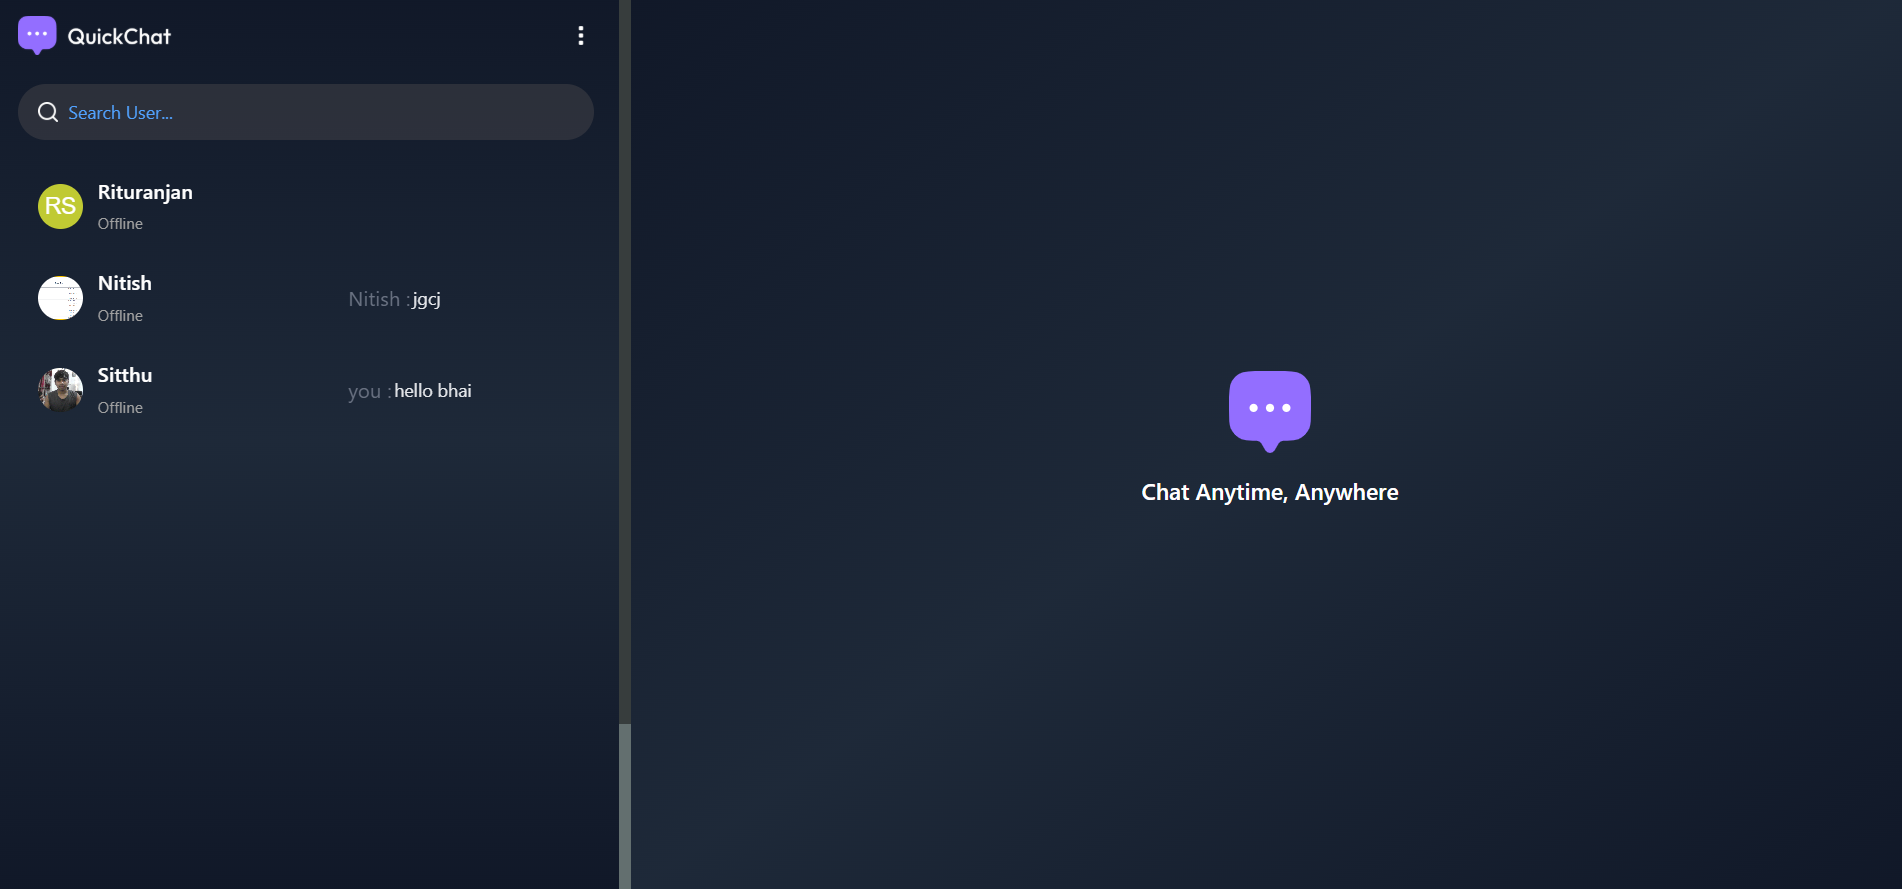 QuickChat
Search User...
RS
Rituranjan
Offline
Nitish
Offline
Nitish :jgcj
Sitthu
Offline
you :hello bhai
Chat Anytime, Anywhere